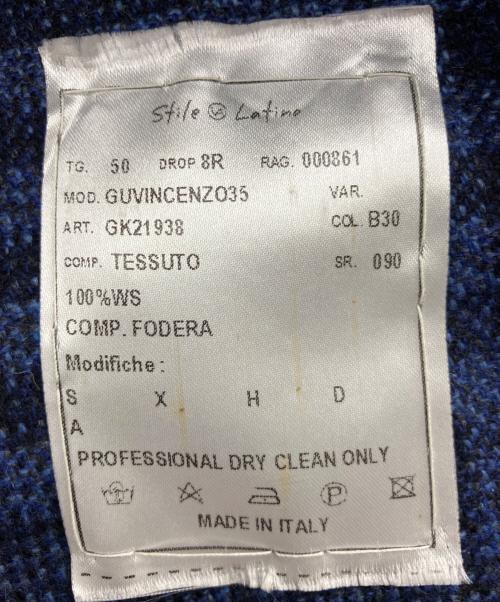 Stile Latino
TG. 50 DROP 8R RAG. 000861
MOD. GUVINCENZO35 VAR.
ART. GK21938 COL. B30
COMP. TESSUTO SR. 090
100%WS
COMP. FODERA
Modifiche:
S X H D
A
PROFESSIONAL DRY CLEAN ONLY
P
MADE IN ITALY